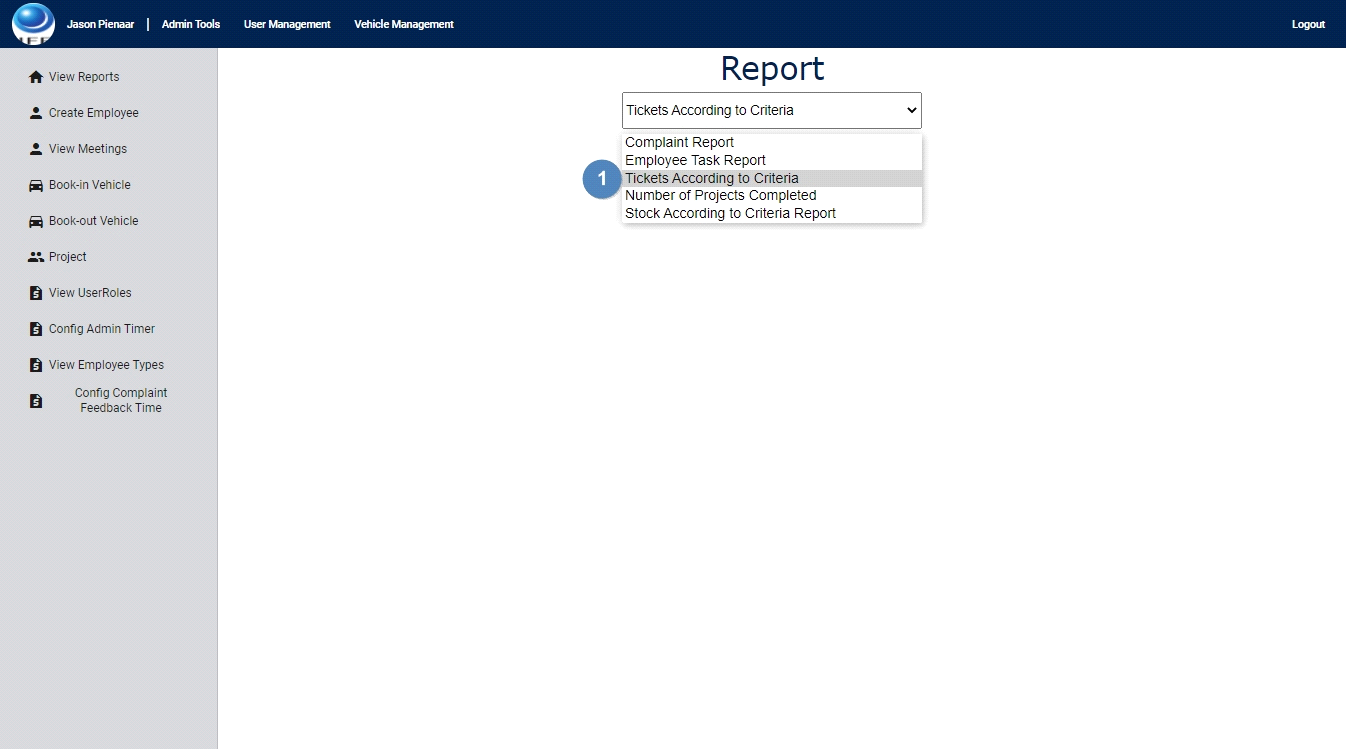 Jason Pienaar | Admin Tools User Management Vehicle Management Logout
View Reports
Create Employee
View Meetings
Book-in Vehicle
Book-out Vehicle
Project
View UserRoles
Config Admin Timer
View Employee Types
Config Complaint
Feedback Time
Report
Tickets According to Criteria
Complaint Report
Employee Task Report
1 Tickets According to Criteria
Number of Projects Completed
Stock According to Criteria Report